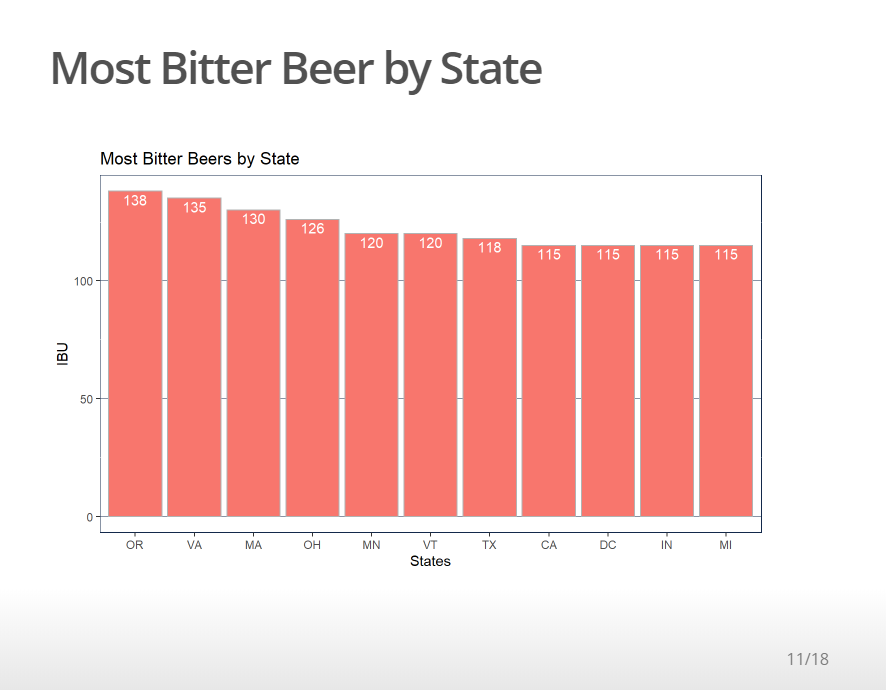 Most Bitter Beer by State
Most Bitter Beers by State
138 135 130 126 120 120 118 115 115 115 115
100
IBU
50
0
OR VA MA OH MN VT TX CA DC IN MI
States
11/18